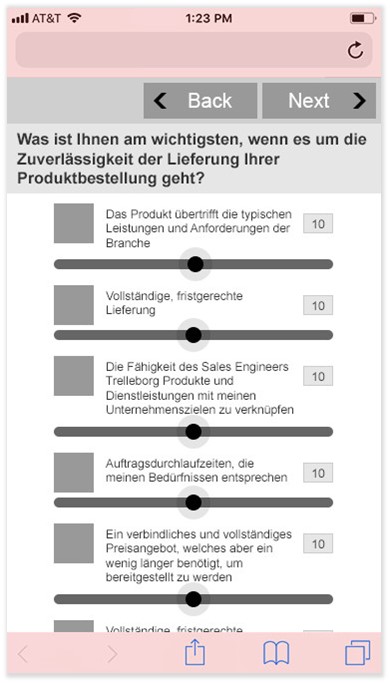 AT&T 1:23 PM
Back Next
Was ist Ihnen am wichtigsten, wenn es um die
Zuverlässigkeit der Lieferung Ihrer
Produktbestellung geht?
Das Produkt übertrifft die typischen
Leistungen und Anforderungen der
Branche
10
Vollständige, fristgerechte
Lieferung
10
Die Fähigkeit des Sales Engineers
Trelleborg Produkte und
Dienstleistungen mit meinen
Unternehmenszielen zu verknüpfen
10
Auftragsdurchlaufzeiten, die
meinen Bedürfnissen entsprechen
10
Ein verbindliches und vollständiges
Preisangebot, welches aber ein
wenig länger benötigt, um
bereitgestellt zu werden
10
Vollständige, fristgerechte